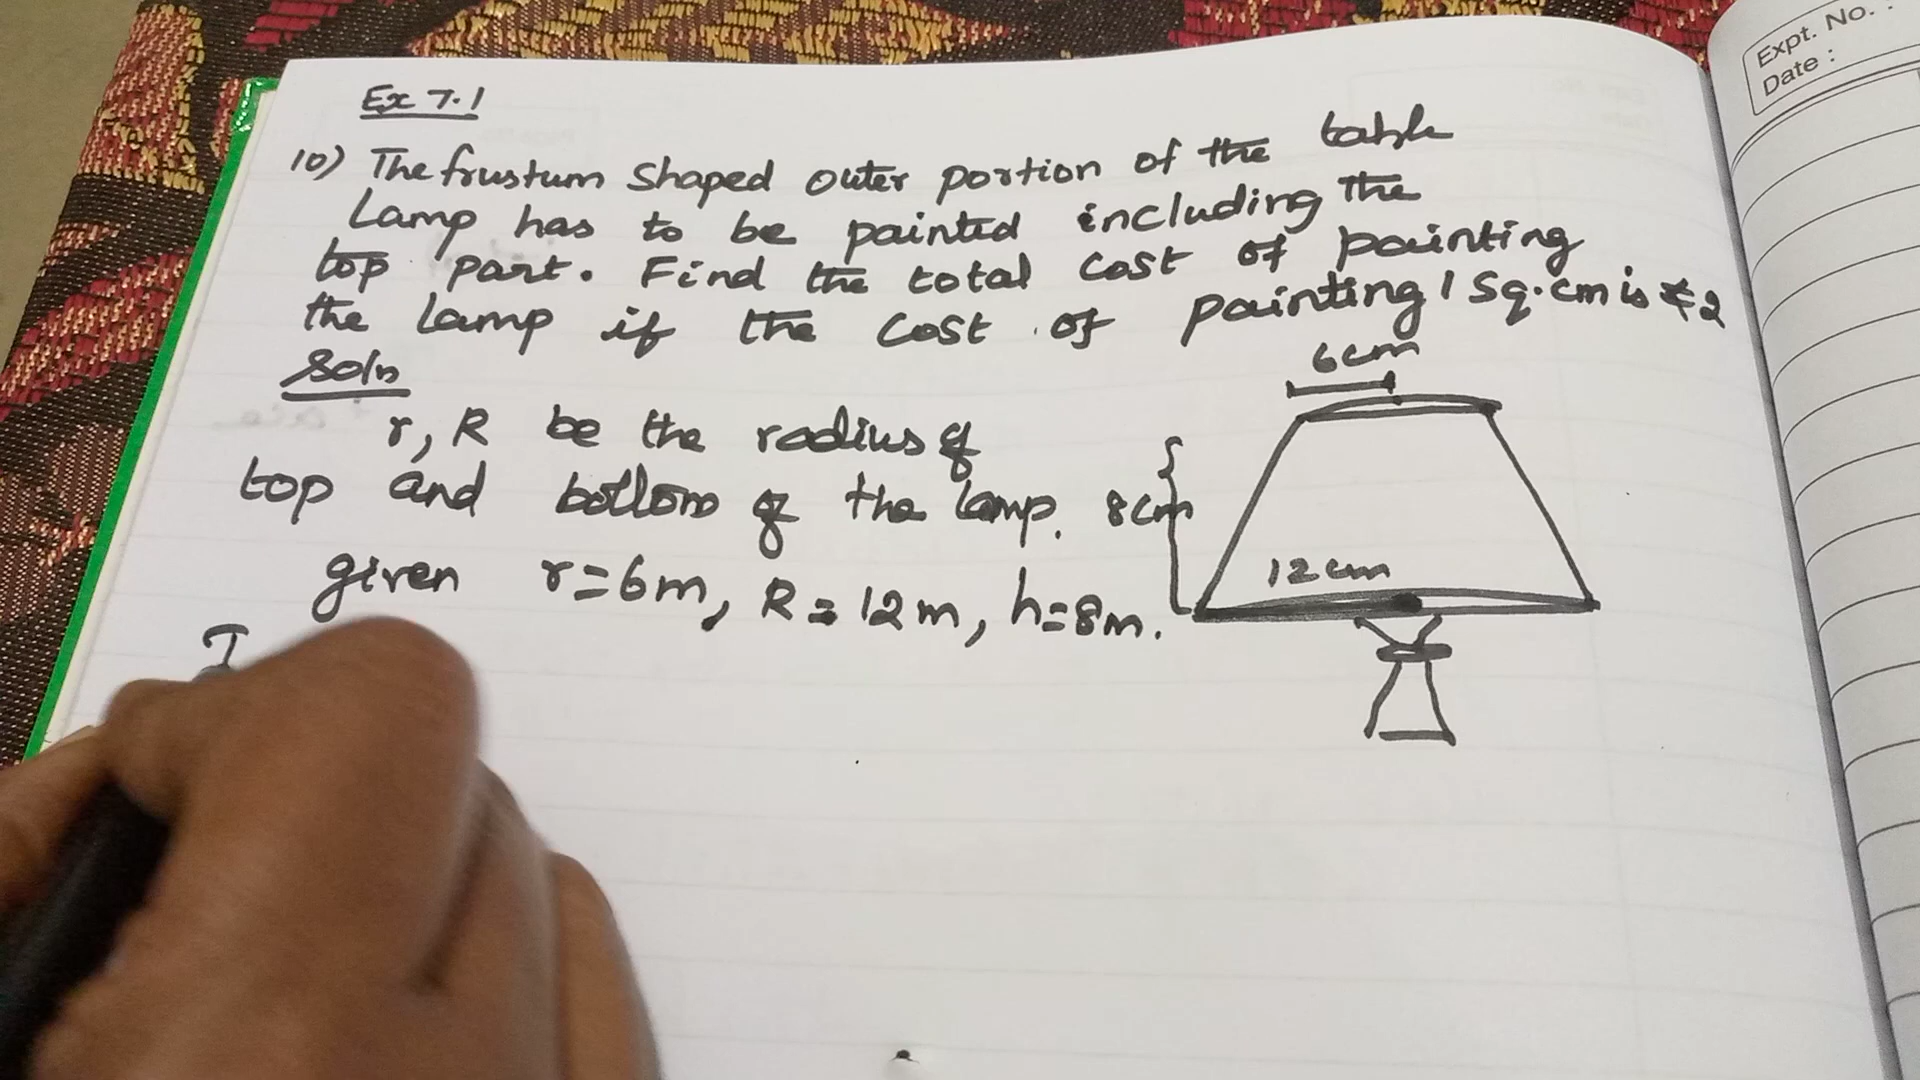 Expt. No. :
Date :
Ex 7.1
10) The frustum shaped outer portion of the table
Lamp has to be painted including the
top part. Find the total cost of painting
the lamp if the cost of painting 1 sq.cm is ₹2
Soln
6cm
r, R be the radius of
top and bottom of the lamp.
8cm
12cm
given r=6m, R=12m, h=8m.